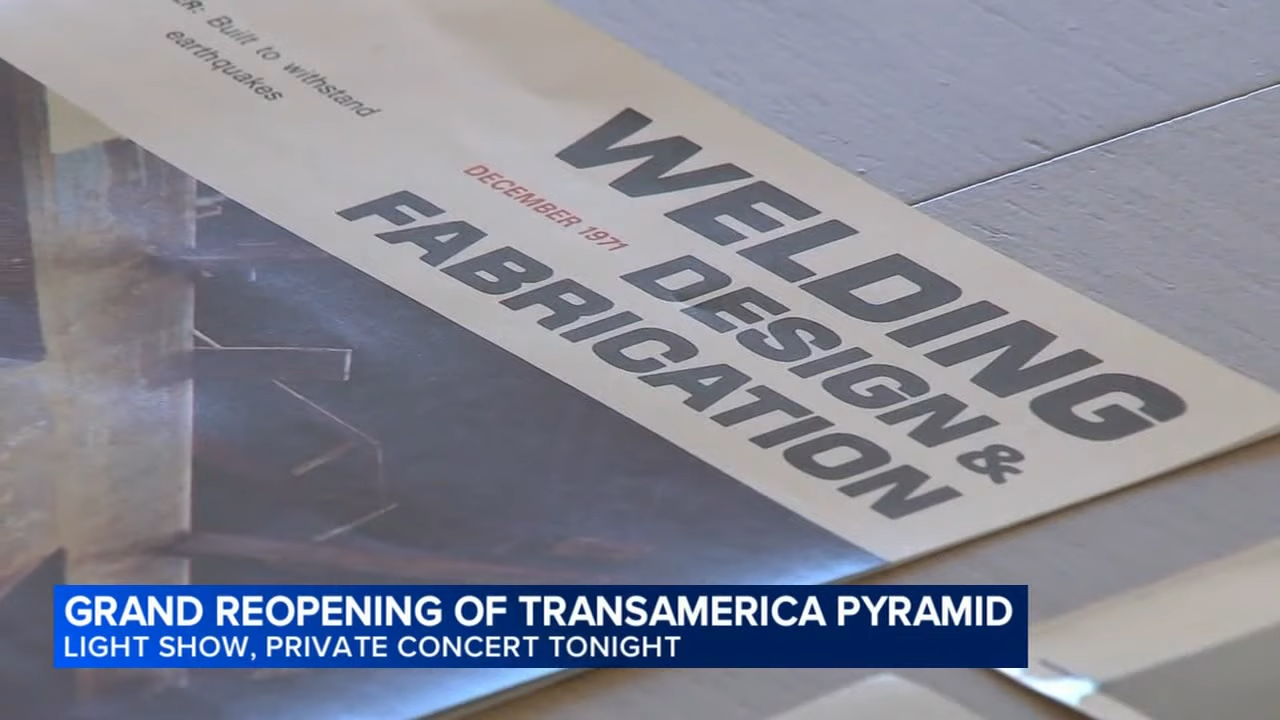 ER: Built to withstand
earthquakes
WELDING
DECEMBER 1971
DESIGN &
FABRICATION
GRAND REOPENING OF TRANSAMERICA PYRAMID
LIGHT SHOW, PRIVATE CONCERT TONIGHT